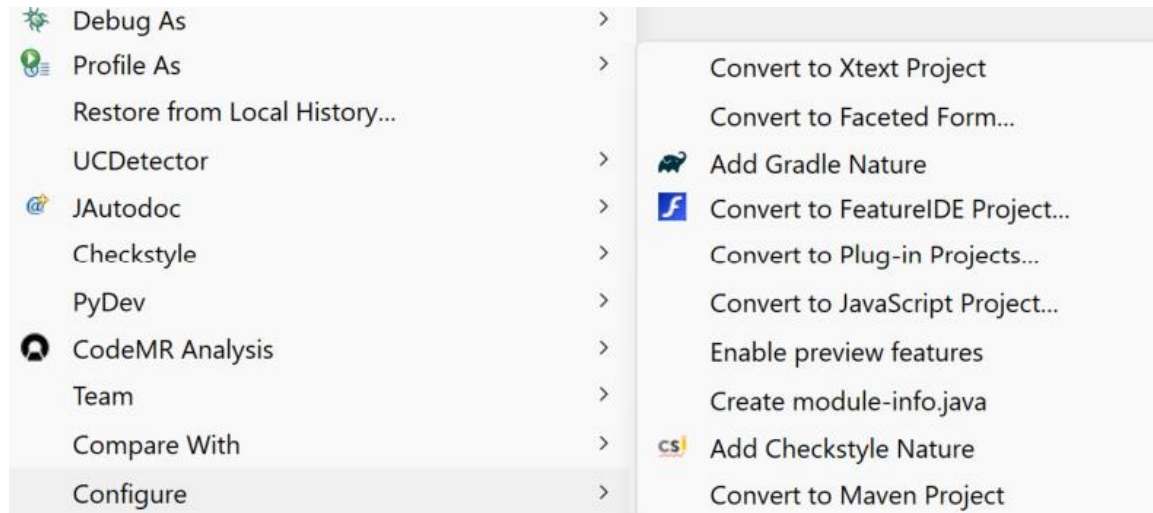 Debug As
Profile As
Restore from Local History...
UCDetector
JAutodoc
Checkstyle
PyDev
CodeMR Analysis
Team
Compare With
Configure
Convert to Xtext Project
Convert to Faceted Form...
Add Gradle Nature
Convert to FeatureIDE Project...
Convert to Plug-in Projects...
Convert to JavaScript Project...
Enable preview features
Create module-info.java
Add Checkstyle Nature
Convert to Maven Project